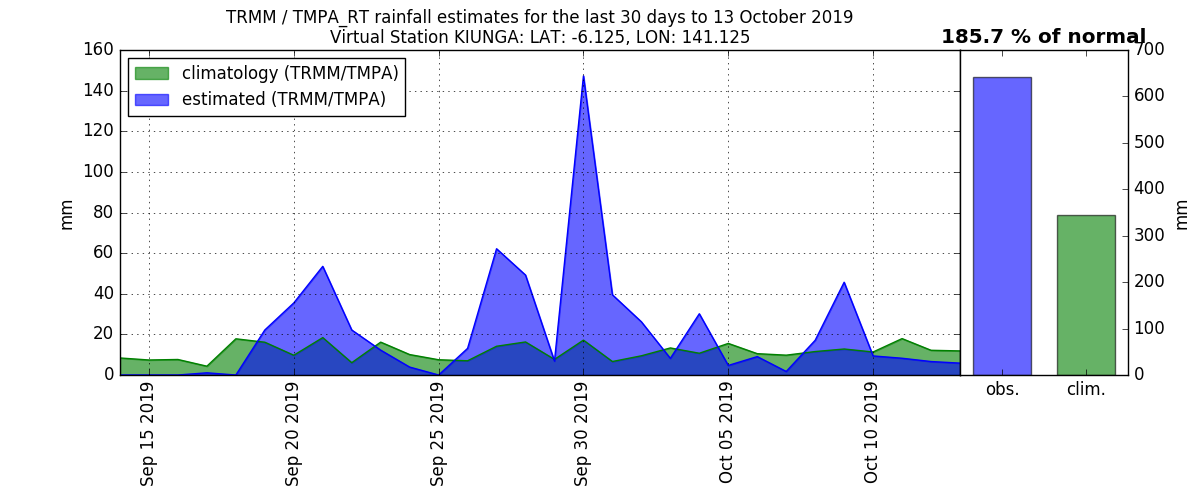 TRMM / TMPA_RT rainfall estimates for the last 30 days to 13 October 2019
Virtual Station KIUNGA: LAT: -6.125, LON: 141.125
185.7 % of normal
climatology (TRMM/TMPA)
estimated (TRMM/TMPA)
160
140
120
100
80
60
40
20
0
mm
Sep 15 2019
Sep 20 2019
Sep 25 2019
Sep 30 2019
Oct 05 2019
Oct 10 2019
700
600
500
400
300
200
100
0
mm
obs.
clim.